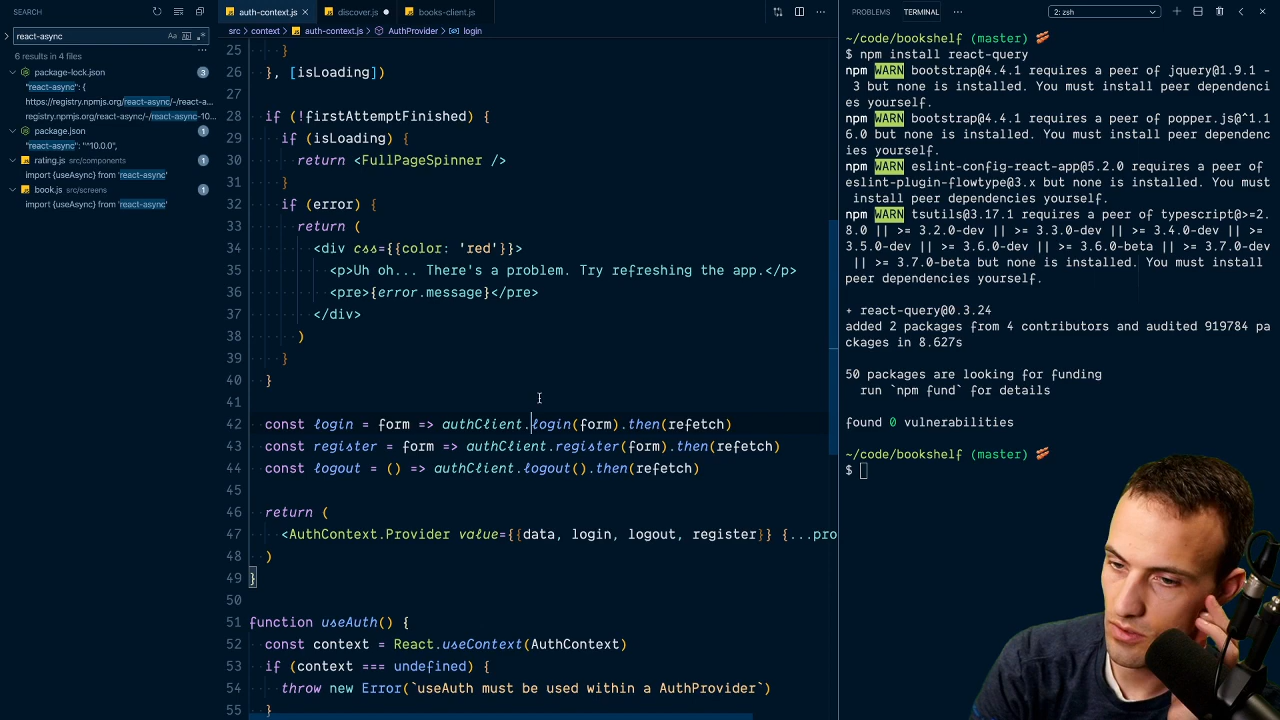 SEARCH
react-async
Aa
6 results in 4 files
package-lock.json
3
"react-async": {
https://registry.npmjs.org/react-async/-/react-a...
registry.npmjs.org/react-async/-/react-async-10...
package.json
1
"react-async": "^10.0.0",
rating.js src/components
1
import {useAsync} from 'react-async'
book.js src/screens
1
import {useAsync} from 'react-async'
auth-context.js
discover.js
books-client.js
src > context > auth-context.js > AuthProvider > login
25 }
26 }, [isLoading])
27
28 if (!firstAttemptFinished) {
29 if (isLoading) {
30 return <FullPageSpinner />
31 }
32 if (error) {
33 return (
34 <div css={{color: 'red'}}>
35 <p>Uh oh... There's a problem. Try refreshing the app.</p>
36 <pre>{error.message}</pre>
37 </div>
38 )
39 }
40 }
41
42 const login = form => authClient.login(form).then(refetch)
43 const register = form => authClient.register(form).then(refetch)
44 const logout = () => authClient.logout().then(refetch)
45
46 return (
47 <AuthContext.Provider value={{data, login, logout, register}} {...pro
48 )
49 }
50
51 function useAuth() {
52 const context = React.useContext(AuthContext)
53 if (context === undefined) {
54 throw new Error(`useAuth must be used within a AuthProvider`)
55 }
PROBLEMS
TERMINAL
2: zsh
~/code/bookshelf (master)
$ npm install react-query
npm WARN bootstrap@4.4.1 requires a peer of jquery@1.9.1 -
3 but none is installed. You must install peer dependenci
es yourself.
npm WARN bootstrap@4.4.1 requires a peer of popper.js@^1.1
6.0 but none is installed. You must install peer dependenc
ies yourself.
npm WARN eslint-config-react-app@5.2.0 requires a peer of
eslint-plugin-flowtype@3.x but none is installed. You must
install peer dependencies yourself.
npm WARN tsutils@3.17.1 requires a peer of typescript@>=2.
8.0 || >= 3.2.0-dev || >= 3.3.0-dev || >= 3.4.0-dev || >=
3.5.0-dev || >= 3.6.0-dev || >= 3.6.0-beta || >= 3.7.0-dev
|| >= 3.7.0-beta but none is installed. You must install
peer dependencies yourself.
+ react-query@0.3.24
added 2 packages from 4 contributors and audited 919784 pa
ckages in 8.627s
50 packages are looking for funding
run `npm fund` for details
found 0 vulnerabilities
~/code/bookshelf (master)
$